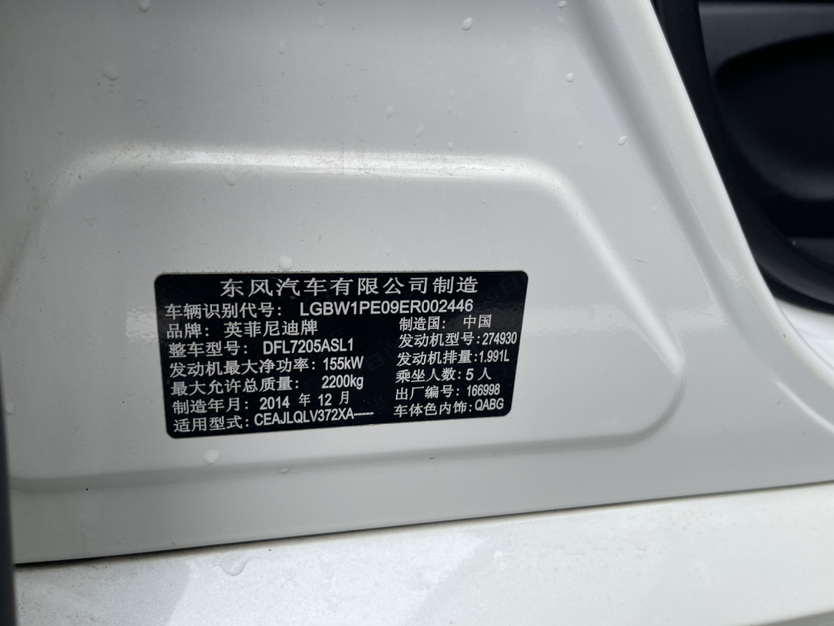 东风汽车有限公司制造
车辆识别代号： LGBW1PE09ER002446
品牌： 英菲尼迪牌 制造国： 中国
整车型号： DFL7205ASL1 发动机型号： 274930
发动机最大净功率： 155kW 发动机排量： 1.991L
最大允许总质量： 2200kg 乘坐人数： 5 人
制造年月： 2014 年 12 月 出厂编号： 166998
适用型式： CEAJLQLV372XA----- 车体色内饰： QABG